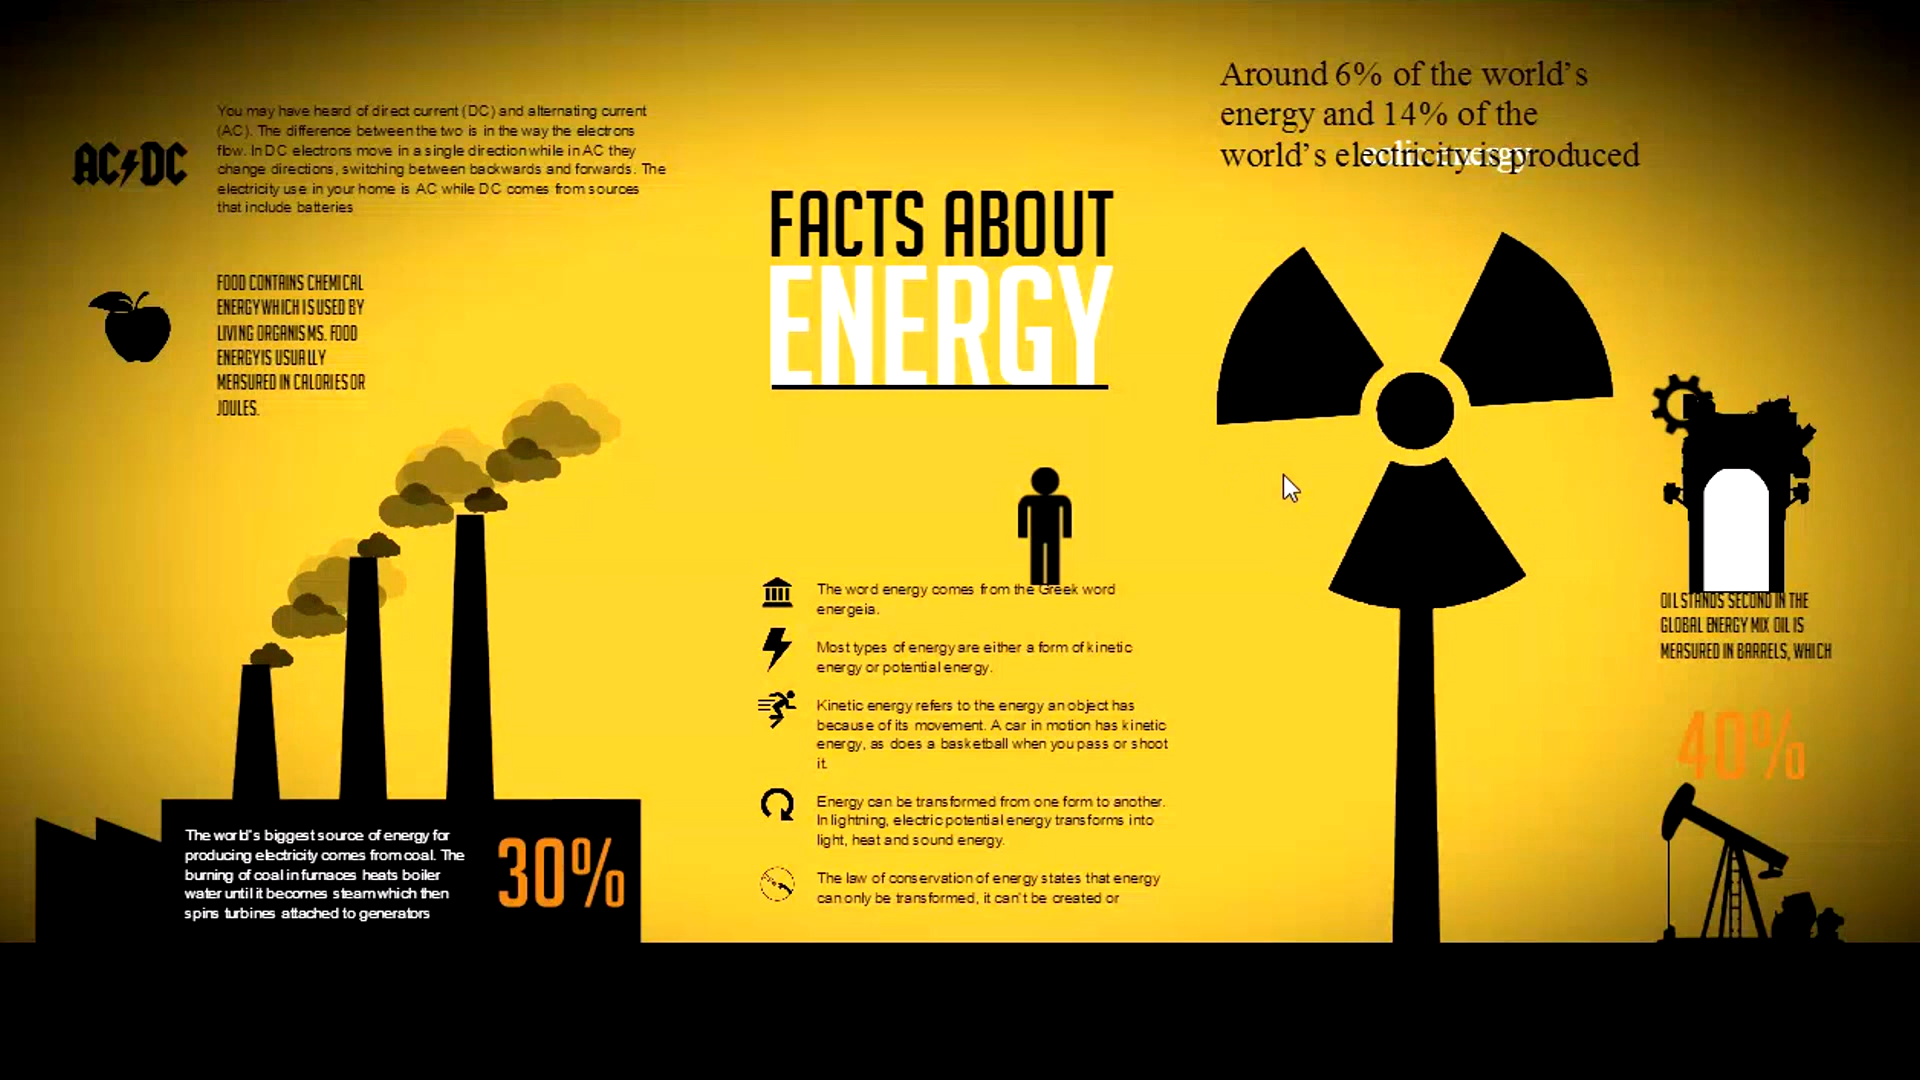 AC DC
You may have heard of direct current (DC) and alternating current
(AC). The difference between the two is in the way the electrons
flow. In DC electrons move in a single direction while in AC they
change directions, switching between backwards and forwards. The
electricity use in your home is AC while DC comes from sources
that include batteries
FOOD CONTAINS CHEMICAL
ENERGY WHICH IS USED BY
LIVING ORGANISMS. FOOD
ENERGY IS USUALLY
MEASURED IN CALORIES OR
JOULES.
The world's biggest source of energy for
producing electricity comes from coal. The
burning of coal in furnaces heats boiler
water until it becomes steam which then
spins turbines attached to generators
30%
FACTS ABOUT
ENERGY
The word energy comes from the Greek word
energeia.
Most types of energy are either a form of kinetic
energy or potential energy.
Kinetic energy refers to the energy an object has
because of its movement. A car in motion has kinetic
energy, as does a basketball when you pass or shoot
it.
Energy can be transformed from one form to another.
In lightning, electric potential energy transforms into
light, heat and sound energy.
The law of conservation of energy states that energy
can only be transformed, it can't be created or
Around 6% of the world's
energy and 14% of the
world's electricity is produced
energy
OIL STANDS SECOND IN THE
GLOBAL ENERGY MIX OIL IS
MEASURED IN BARRELS, WHICH
40%